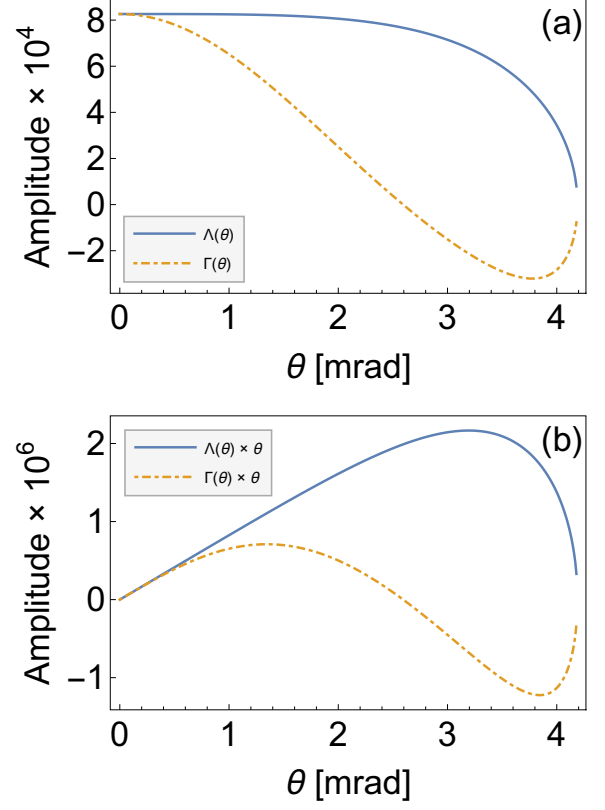 (a)
Amplitude × 10⁴
8
6
4
2
0
−2
Λ(θ)
Γ(θ)
0 1 2 3 4
θ [mrad]
(b)
Amplitude × 10⁶
2
1
0
−1
Λ(θ) × θ
Γ(θ) × θ
0 1 2 3 4
θ [mrad]